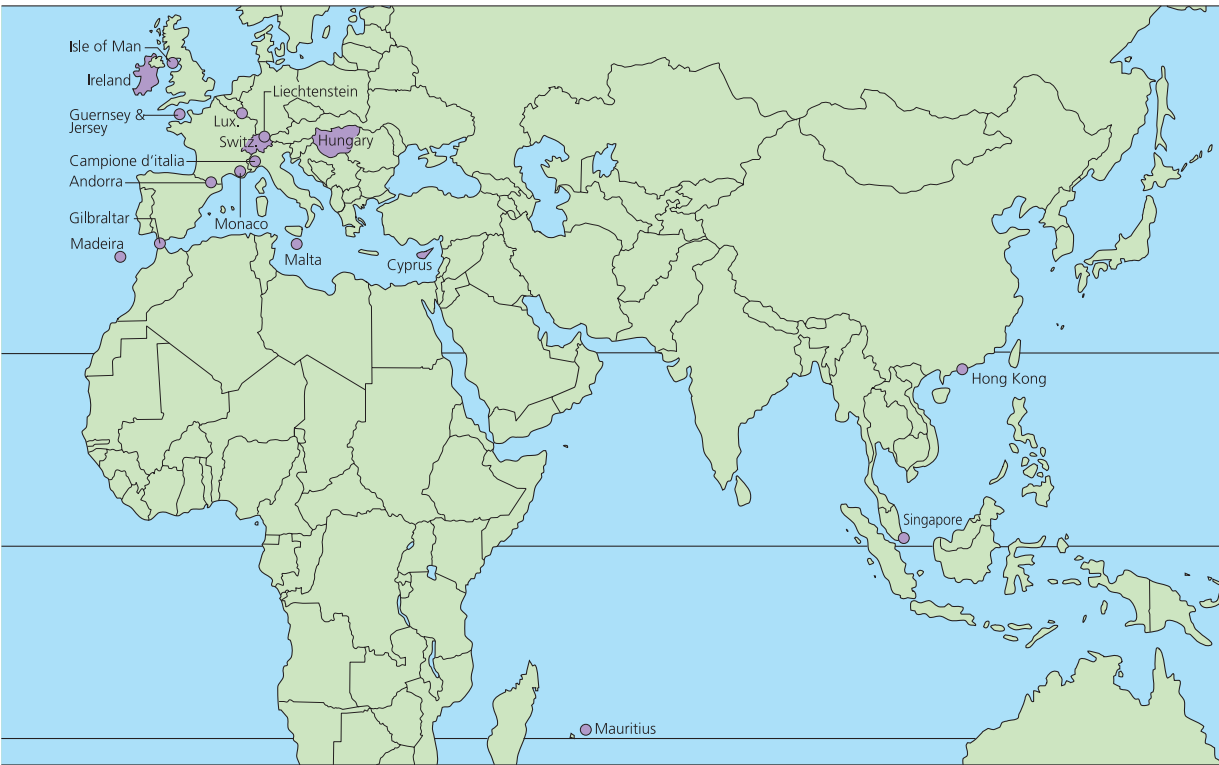 Isle of Man
Ireland
Liechtenstein
Guernsey &
Jersey
Lux.
Switz.
Hungary
Campione d'italia
Andorra
Gilbraltar
Monaco
Madeira
Malta
Cyprus
Hong Kong
Singapore
Mauritius